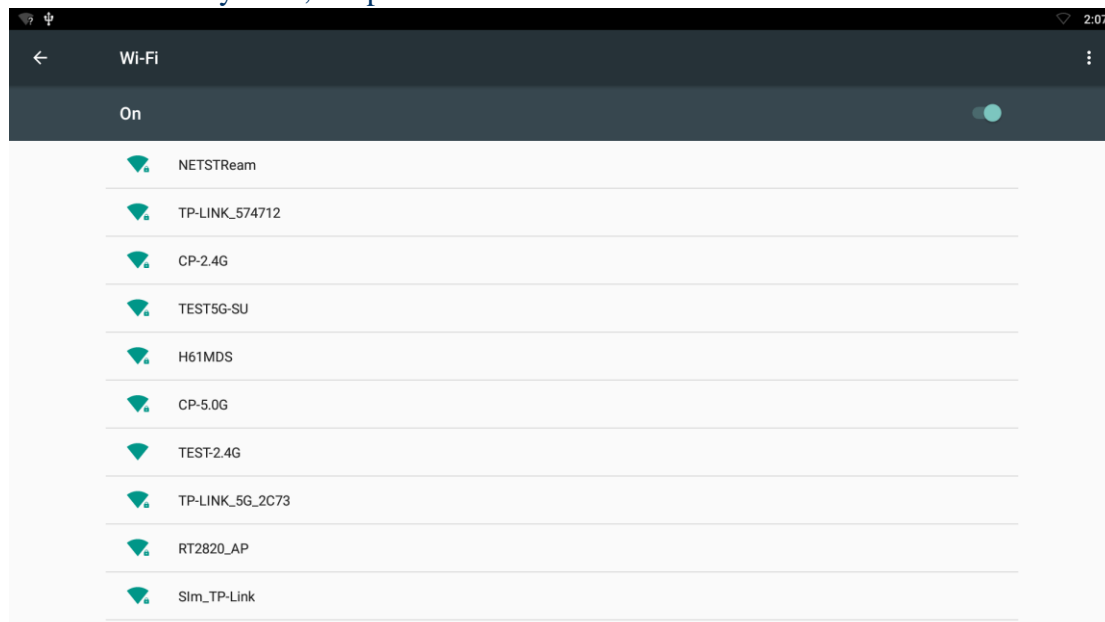 2:07
Wi-Fi
On
NETSTReam
TP-LINK_574712
CP-2.4G
TEST5G-SU
H61MDS
CP-5.0G
TEST-2.4G
TP-LINK_5G_2C73
RT2820_AP
Slm_TP-Link